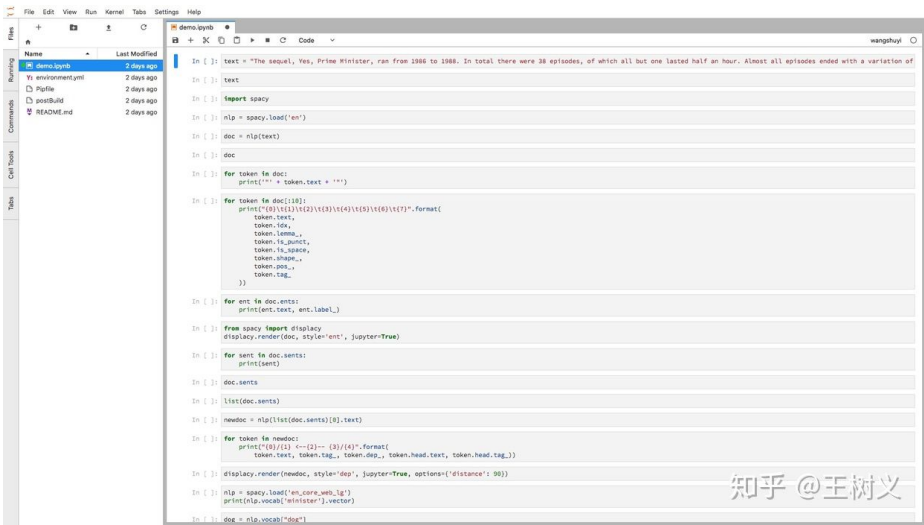 File Edit View Run Kernel Tabs Settings Help
Files
Running
Commands
Cell Tools
Tabs
Name Last Modified
demo.ipynb 2 days ago
environment.yml 2 days ago
Pipfile 2 days ago
postBuild 2 days ago
README.md 2 days ago
demo.ipynb
Code
wangshuyi
In [ ]: text = "The sequel, Yes, Prime Minister, ran from 1986 to 1988. In total there were 38 episodes, of which all but one lasted half an hour. Almost all episodes ended with a variation of
In [ ]: text
In [ ]: import spacy
In [ ]: nlp = spacy.load('en')
In [ ]: doc = nlp(text)
In [ ]: doc
In [ ]: for token in doc:
print('"' + token.text + '"')
In [ ]: for token in doc[:10]:
print("{0}\t{1}\t{2}\t{3}\t{4}\t{5}\t{6}\t{7}".format(
token.text,
token.idx,
token.lemma_,
token.is_punct,
token.is_space,
token.shape_,
token.pos_,
token.tag_
))
In [ ]: for ent in doc.ents:
print(ent.text, ent.label_)
In [ ]: from spacy import displacy
displacy.render(doc, style='ent', jupyter=True)
In [ ]: for sent in doc.sents:
print(sent)
In [ ]: doc.sents
In [ ]: list(doc.sents)
In [ ]: newdoc = nlp(list(doc.sents)[0].text)
In [ ]: for token in newdoc:
print("{0}/{1} <--{2}-- {3}/{4}".format(
token.text, token.tag_, token.dep_, token.head.text, token.head.tag_))
In [ ]: displacy.render(newdoc, style='dep', jupyter=True, options={'distance': 90})
In [ ]: nlp = spacy.load('en_core_web_lg')
print(nlp.vocab['minister'].vector)
In [ ]: dog = nlp.vocab["dog"]
知乎 @王树义